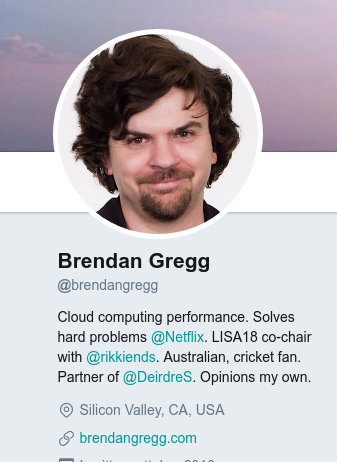 Brendan Gregg
@brendangregg
Cloud computing performance. Solves
hard problems @Netflix. LISA18 co-chair
with @rikkiends. Australian, cricket fan.
Partner of @DeirdreS. Opinions my own.
Silicon Valley, CA, USA
brendangregg.com